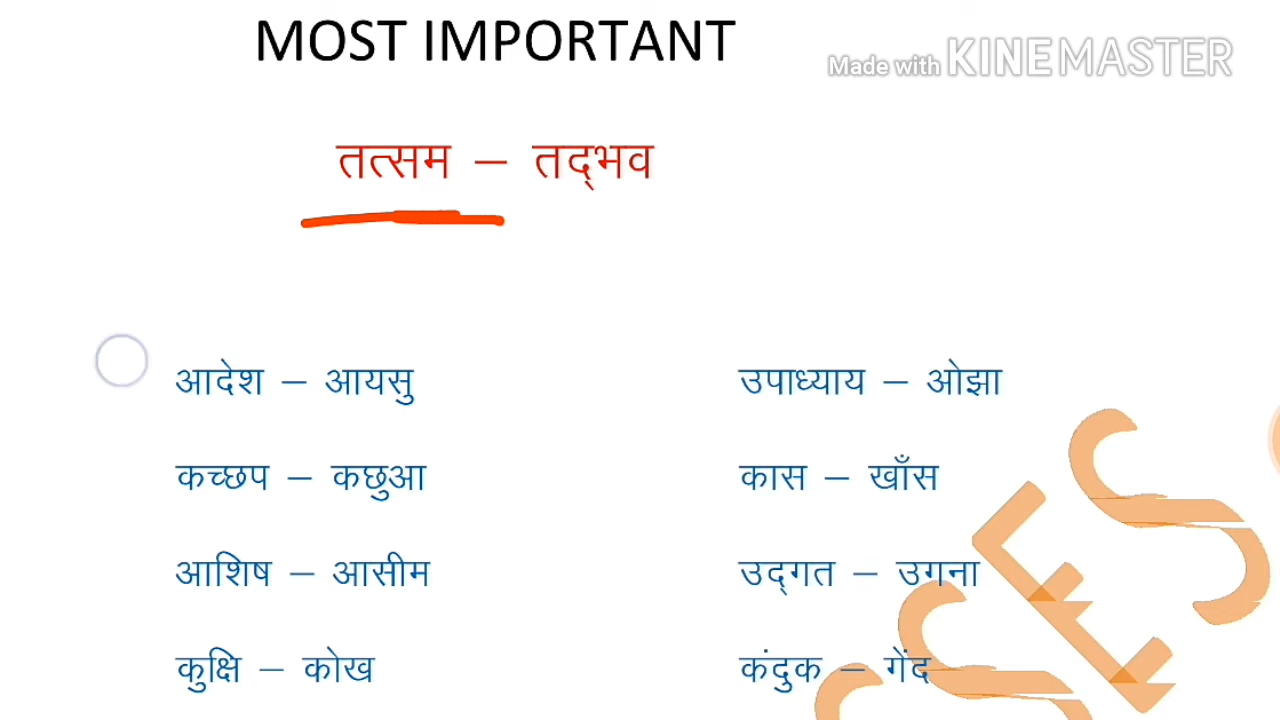 MOST IMPORTANT
Made with KINEMASTER
तत्सम – तद्भव
आदेश – आयसु
उपाध्याय – ओझा
कच्छप – कछुआ
कास – खाँस
आशिष – आसीम
उद्गत – उगना
कुक्षि – कोख
कंदुक – गेंद